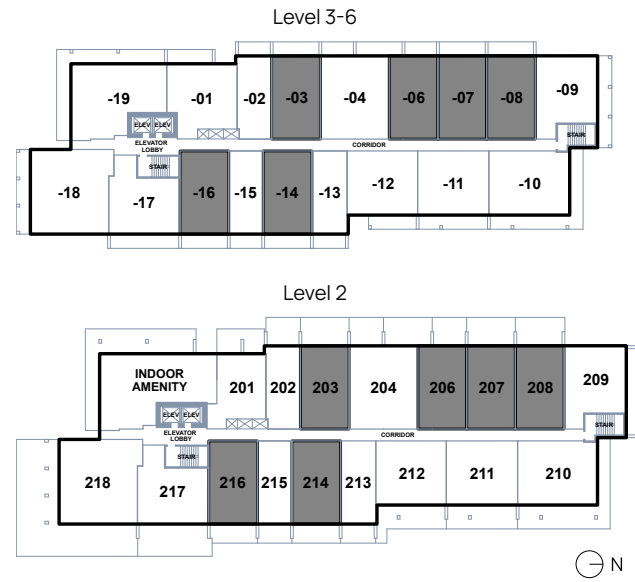 Level 3-6
-19
-01
-02
-03
-04
-06
-07
-08
-09
ELEV ELEV
ELEVATOR
LOBBY
CORRIDOR
STAIR
STAIR
-18
-17
-16
-15
-14
-13
-12
-11
-10
Level 2
INDOOR
AMENITY
201
202
203
204
206
207
208
209
ELEV ELEV
ELEVATOR
LOBBY
CORRIDOR
STAIR
STAIR
218
217
216
215
214
213
212
211
210
N